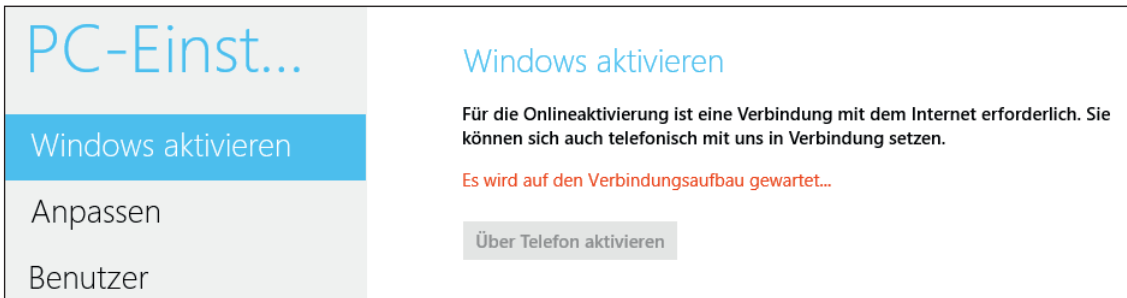 PC-Einst...
Windows aktivieren
Anpassen
Benutzer
Windows aktivieren
Für die Onlineaktivierung ist eine Verbindung mit dem Internet erforderlich. Sie
können sich auch telefonisch mit uns in Verbindung setzen.
Es wird auf den Verbindungsaufbau gewartet...
Über Telefon aktivieren